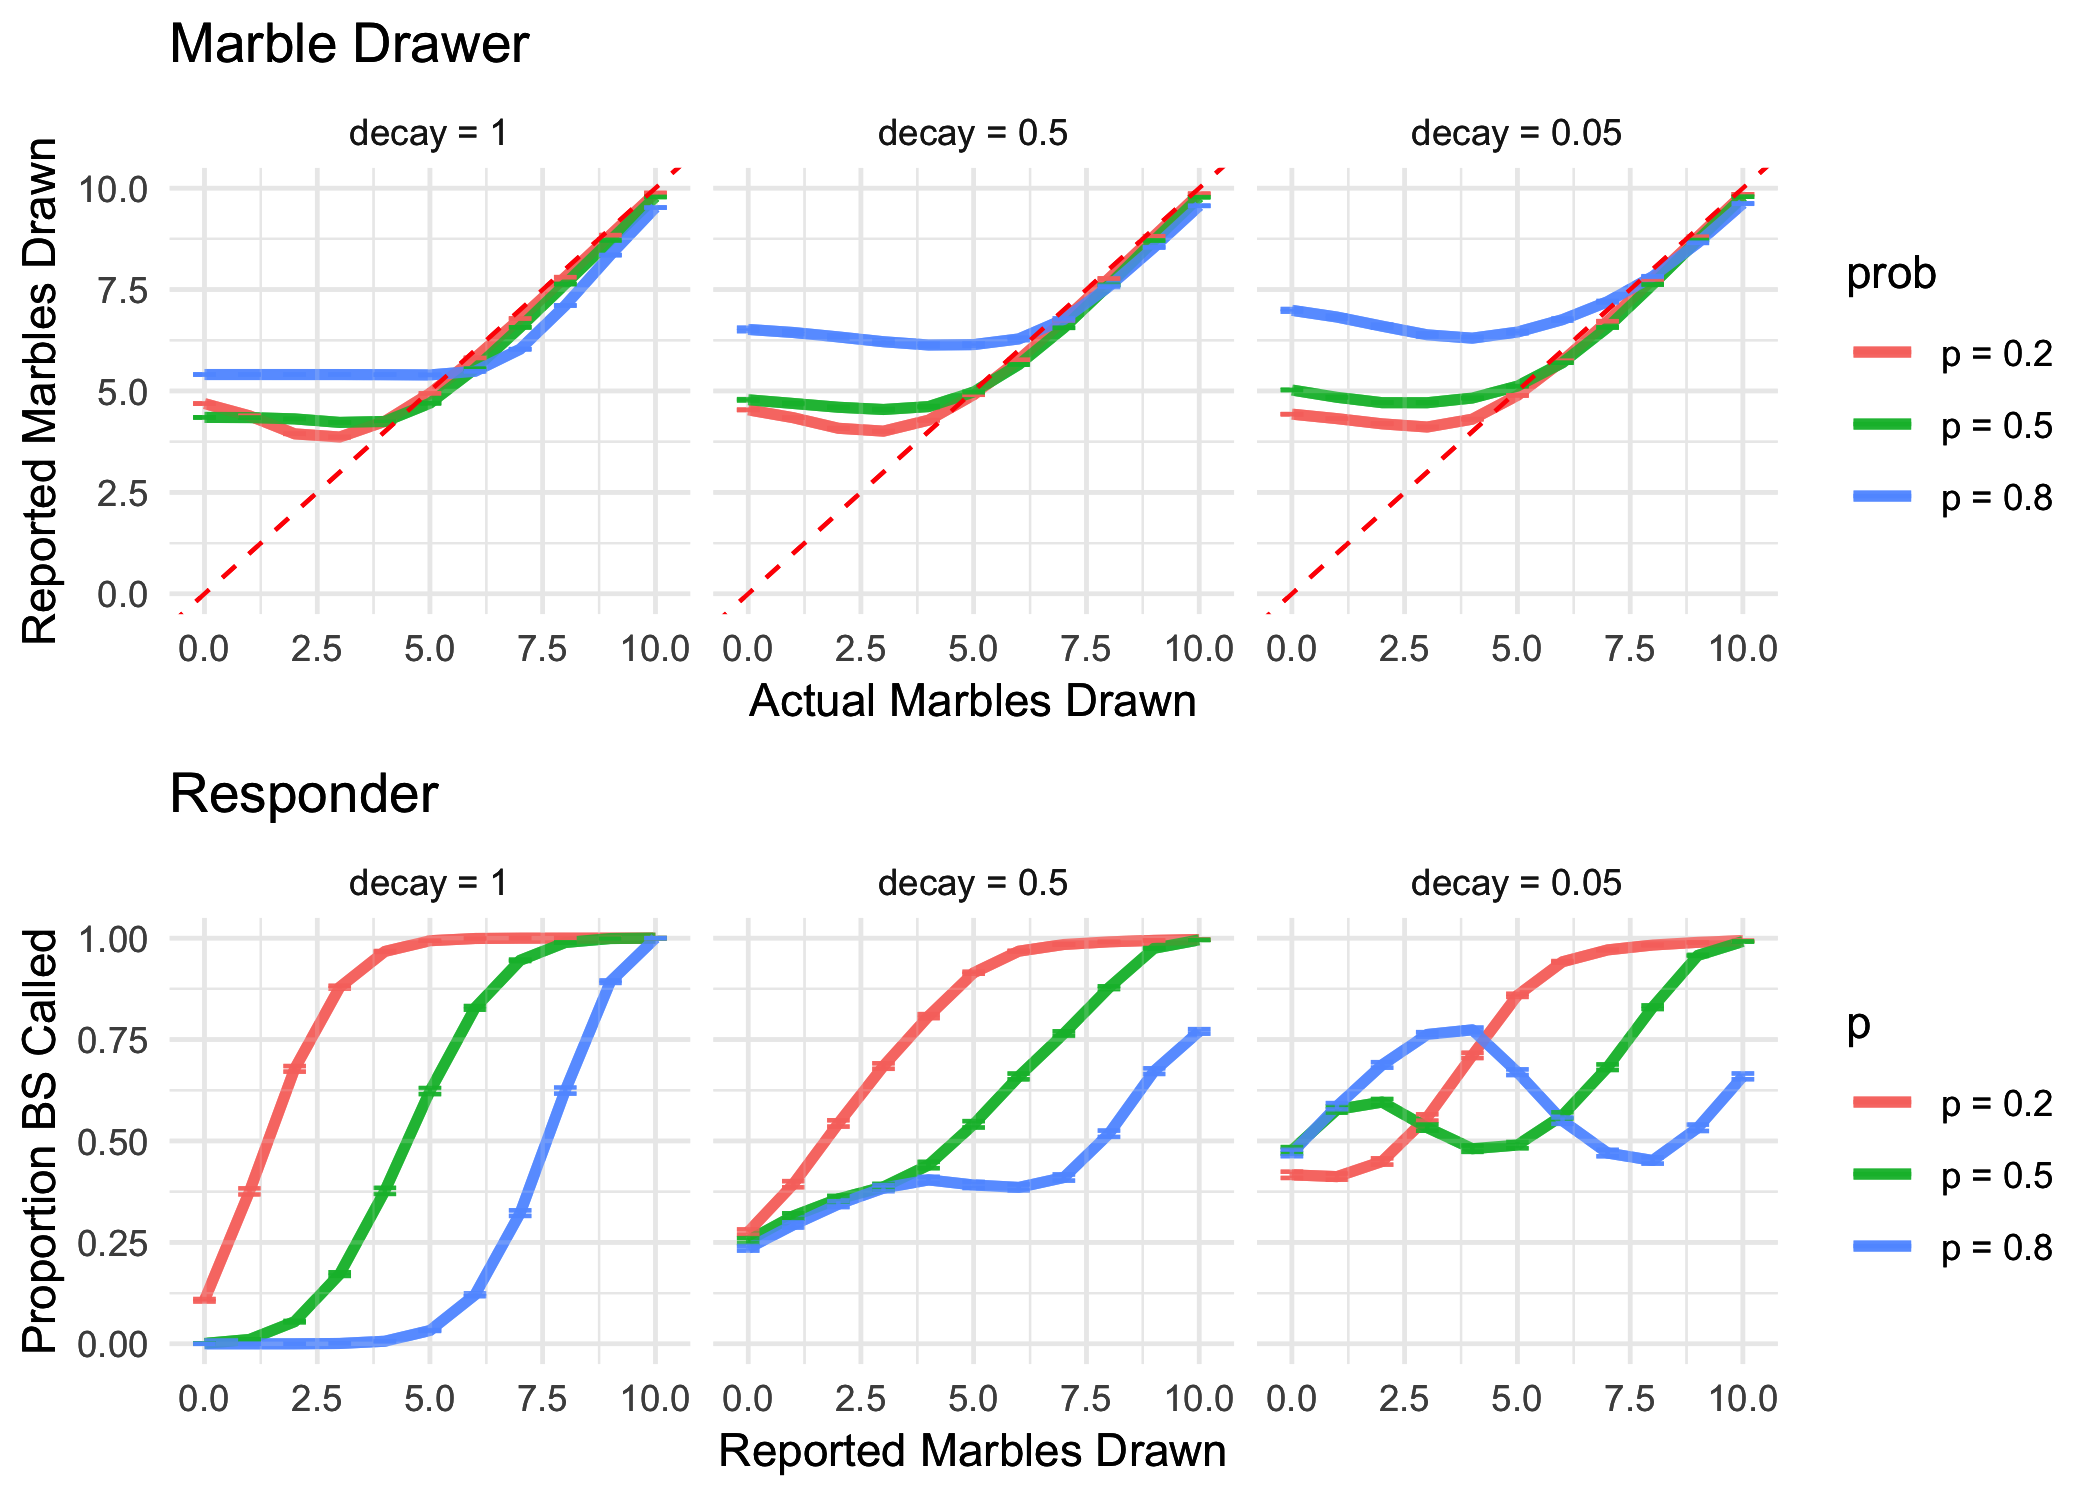 Marble Drawer
decay = 1
decay = 0.5
decay = 0.05
Reported Marbles Drawn
10.0
7.5
5.0
2.5
0.0
0.0 2.5 5.0 7.5 10.0
0.0 2.5 5.0 7.5 10.0
0.0 2.5 5.0 7.5 10.0
Actual Marbles Drawn
prob
p = 0.2
p = 0.5
p = 0.8
Responder
decay = 1
decay = 0.5
decay = 0.05
Proportion BS Called
1.00
0.75
0.50
0.25
0.00
0.0 2.5 5.0 7.5 10.0
0.0 2.5 5.0 7.5 10.0
0.0 2.5 5.0 7.5 10.0
Reported Marbles Drawn
p
p = 0.2
p = 0.5
p = 0.8